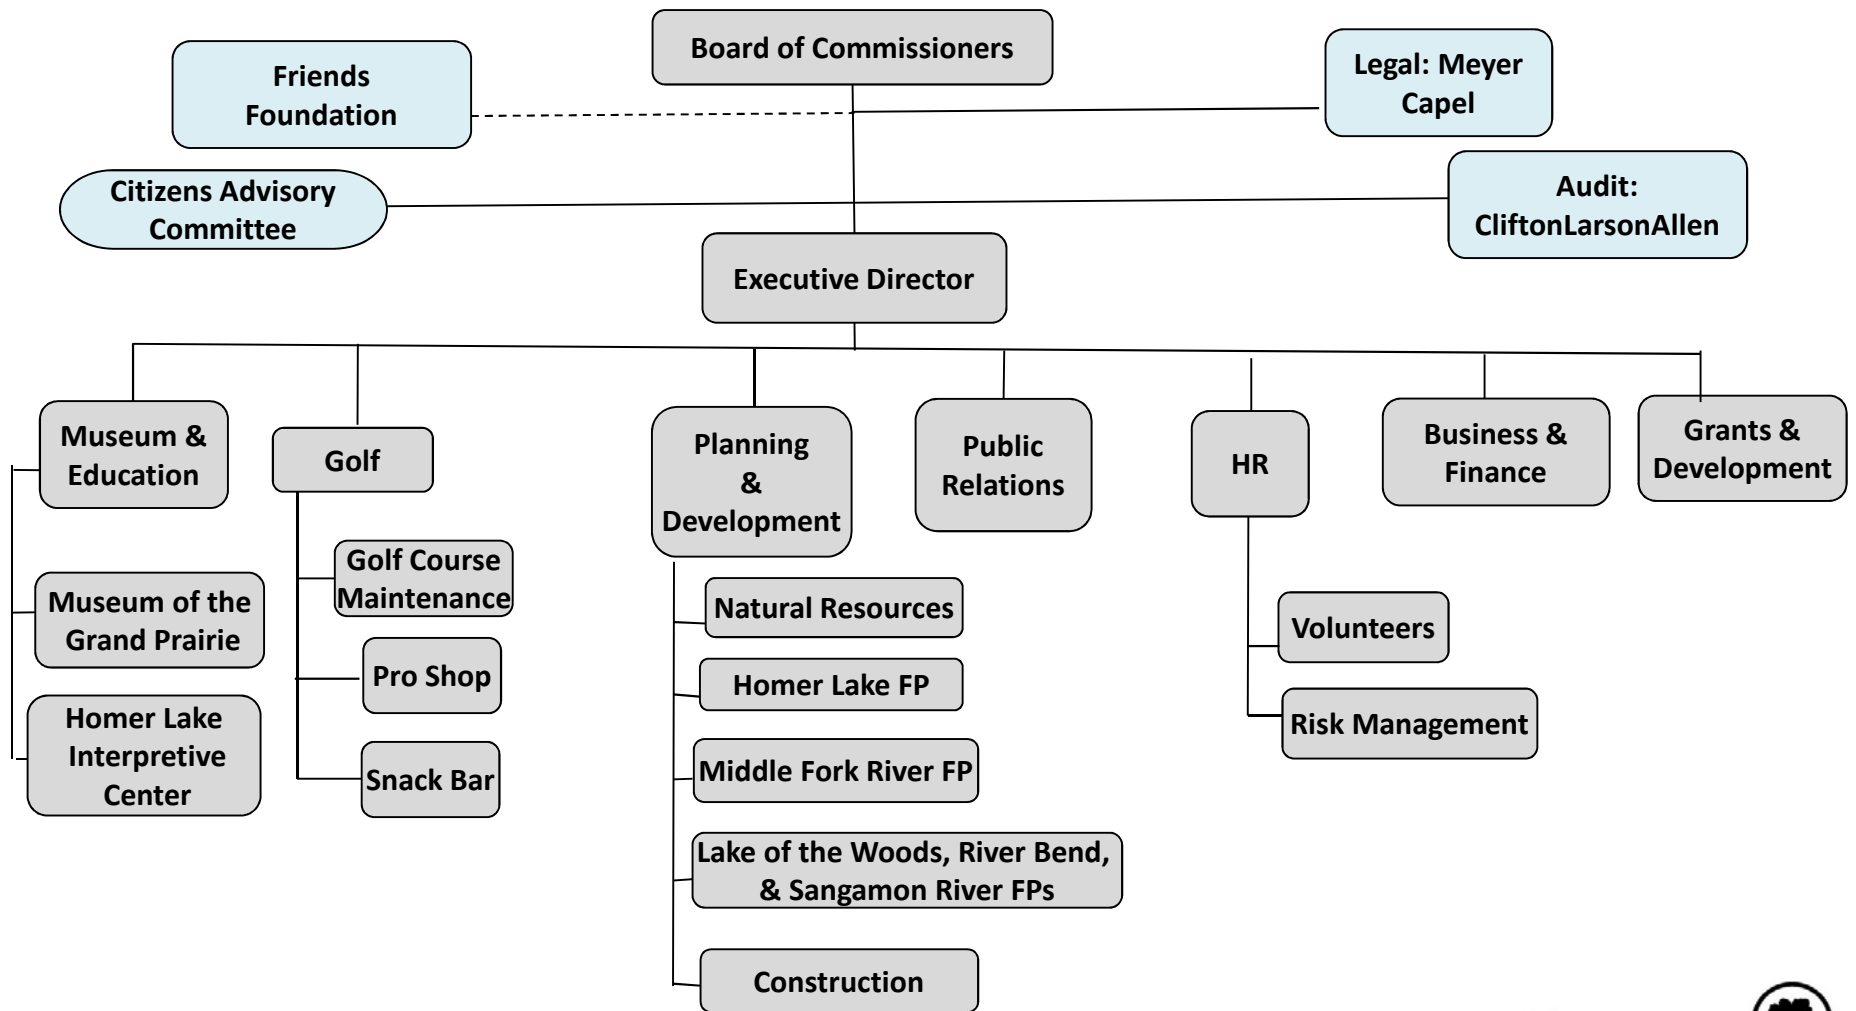 Board of Commissioners
Friends
Foundation
Legal: Meyer
Capel
Citizens Advisory
Committee
Audit:
CliftonLarsonAllen
Executive Director
Museum &
Education
Golf
Planning
&
Development
Public
Relations
HR
Business &
Finance
Grants &
Development
Museum of the
Grand Prairie
Homer Lake
Interpretive
Center
Golf Course
Maintenance
Pro Shop
Snack Bar
Natural Resources
Homer Lake FP
Middle Fork River FP
Lake of the Woods, River Bend,
& Sangamon River FPs
Construction
Volunteers
Risk Management